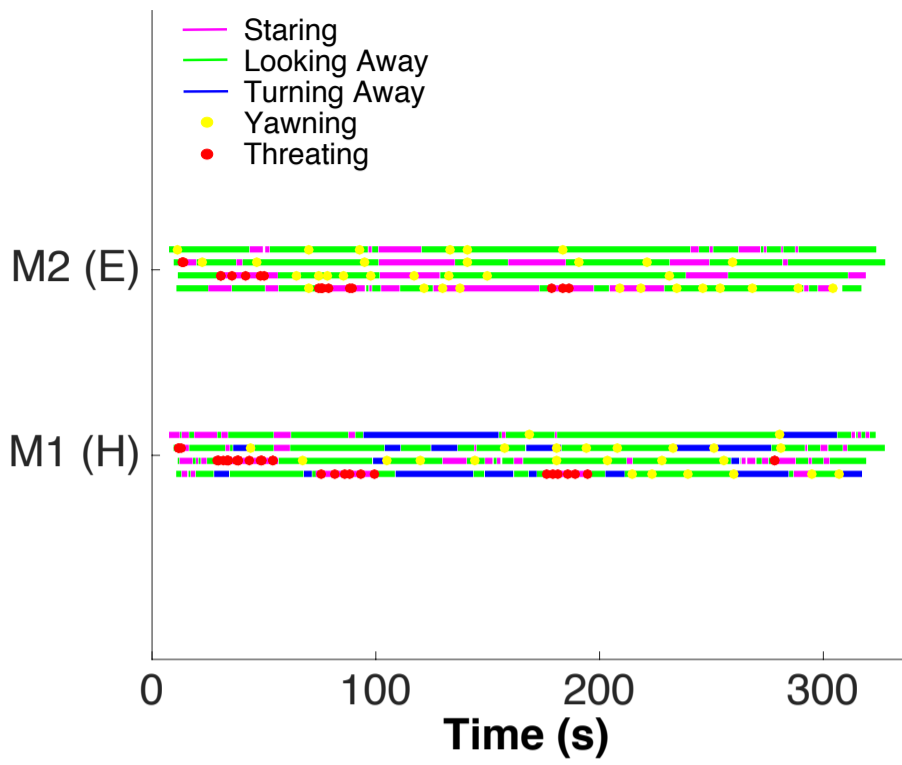 Staring
Looking Away
Turning Away
Yawning
Threating
M2 (E)
M1 (H)
0 100 200 300
Time (s)